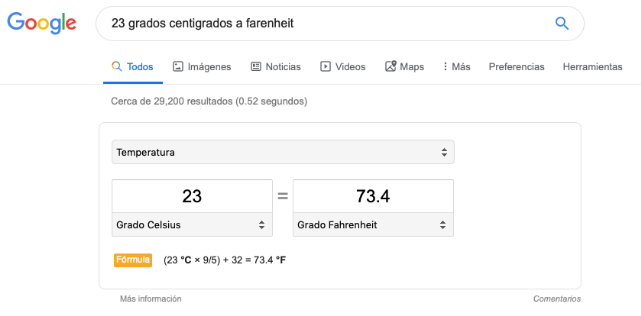 Google 23 grados centigrados a farenheit
Todos Imágenes Noticias Videos Maps Más Preferencias Herramientas
Cerca de 29,200 resultados (0.52 segundos)
Temperatura
23 = 73.4
Grado Celsius Grado Fahrenheit
Fórmula (23 °C × 9/5) + 32 = 73.4 °F
Más información Comentarios